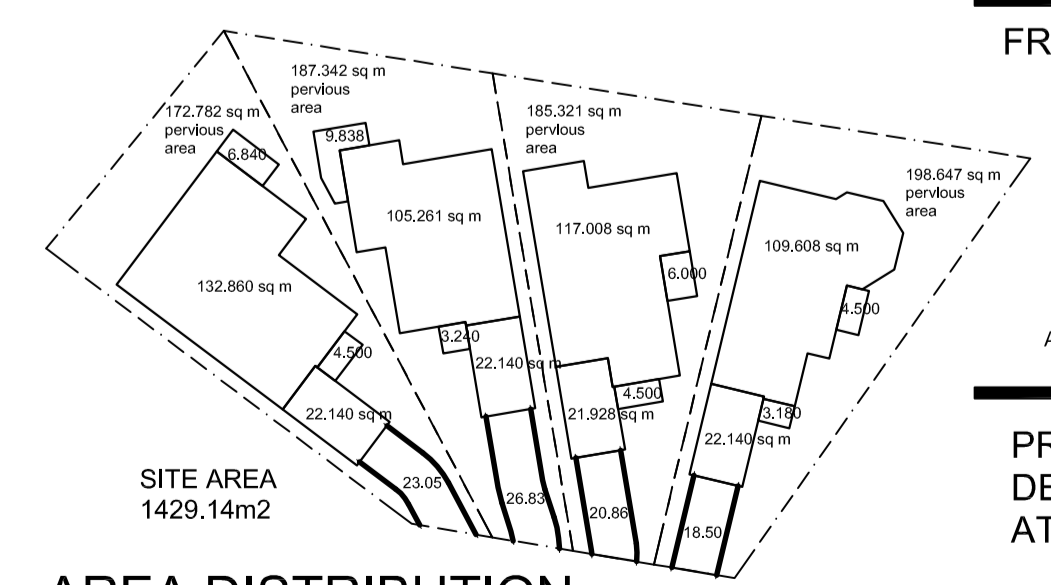 FR
187.342 sq m
pervious
area
172.782 sq m
pervious
area
185.321 sq m
pervious
area
198.647 sq m
pervious
area
9.838
6.840
105.261 sq m
117.008 sq m
109.608 sq m
6.000
132.860 sq m
4.500
3.240
4.500
22.140 sq m
4.500
22.140 sq m
21.928 sq m
3.180
22.140 sq m
23.05
26.83
20.86
18.50
SITE AREA
1429.14m2
A
PR
DE
AT
AREA DISTRIBUTION